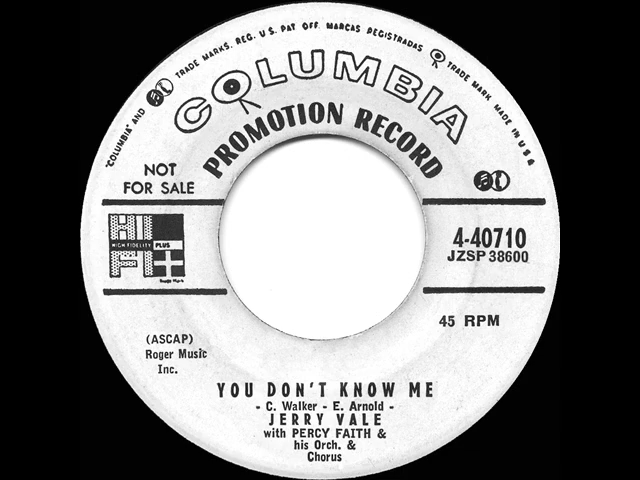 "COLUMBIA" AND TRADE MARKS. REG. U.S. PAT OFF. MARCAS REGISTRADAS TRADE MARK. MADE IN U S A
COLUMBIA
PROMOTION RECORD
NOT
FOR SALE
HI
HIGH FIDELITY PLUS
FI
4-40710
JZSP 38600
45 RPM
(ASCAP)
Roger Music
Inc.
YOU DON'T KNOW ME
- C. Walker - E. Arnold -
JERRY VALE
with PERCY FAITH &
his Orch. &
Chorus